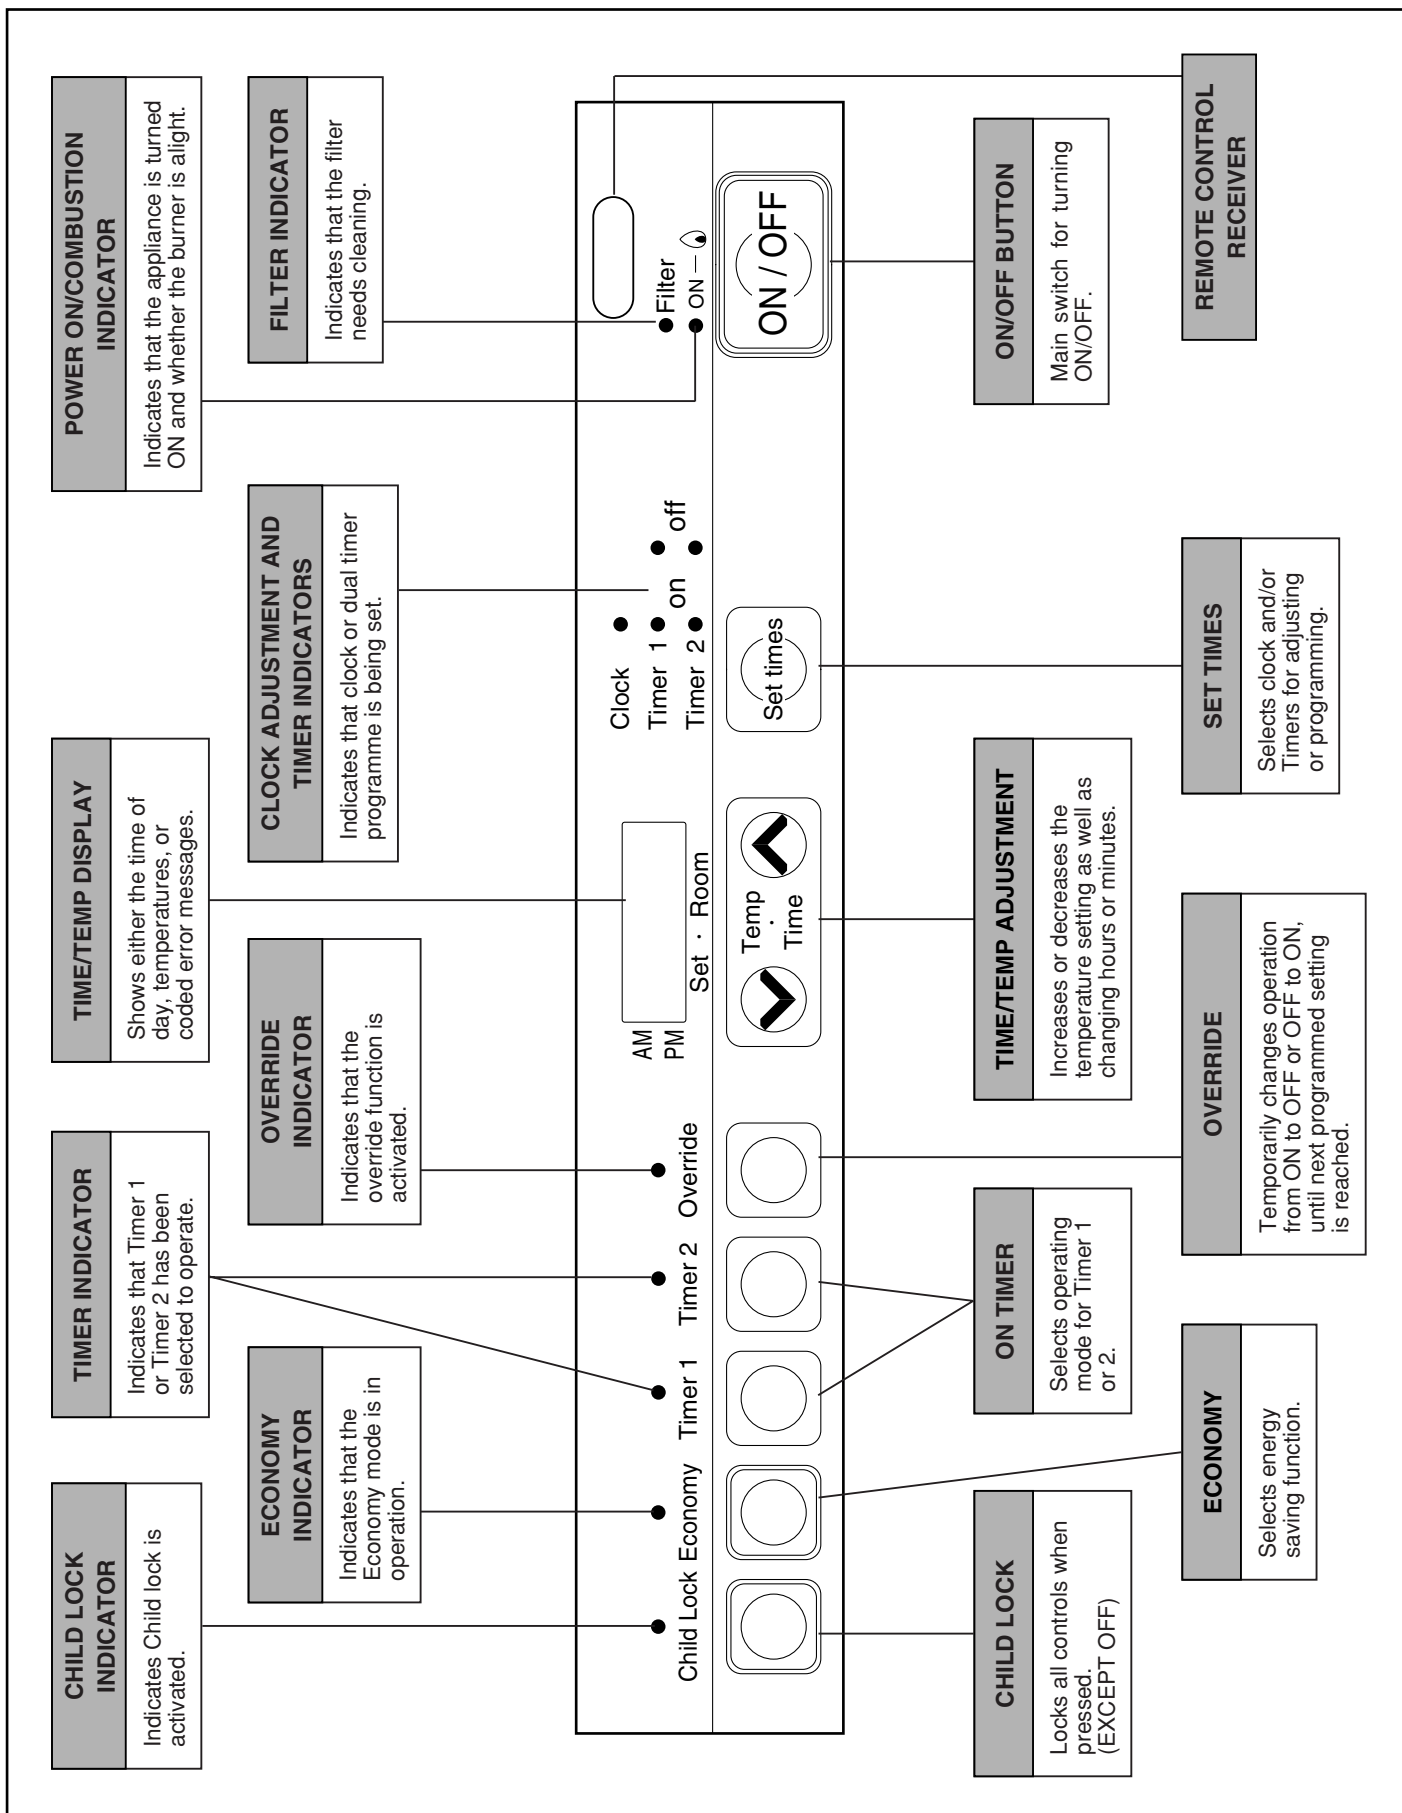 CHILD LOCK
INDICATOR
Indicates Child lock is
activated.
TIMER INDICATOR
Indicates that Timer 1
or Timer 2 has been
selected to operate.
TIME/TEMP DISPLAY
Shows either the time of
day, temperatures, or
coded error messages.
POWER ON/COMBUSTION
INDICATOR
Indicates that the appliance is turned
ON and whether the burner is alight.
ECONOMY
INDICATOR
Indicates that the
Economy mode is in
operation.
OVERRIDE
INDICATOR
Indicates that the
override function is
activated.
CLOCK ADJUSTMENT AND
TIMER INDICATORS
Indicates that clock or dual timer
programme is being set.
FILTER INDICATOR
Indicates that the filter
needs cleaning.
Child Lock Economy Timer 1 Timer 2 Override
AM
PM
Set · Room
Clock
Timer 1 on off
Timer 2
Filter
ON
Temp
·
Time
Set times
ON / OFF
CHILD LOCK
Locks all controls when
pressed.
(EXCEPT OFF)
ON TIMER
Selects operating
mode for Timer 1
or 2.
TIME/TEMP ADJUSTMENT
Increases or decreases the
temperature setting as well as
changing hours or minutes.
ON/OFF BUTTON
Main switch for turning
ON/OFF.
ECONOMY
Selects energy
saving function.
OVERRIDE
Temporarily changes operation
from ON to OFF or OFF to ON,
until next programmed setting
is reached.
SET TIMES
Selects clock and/or
Timers for adjusting
or programming.
REMOTE CONTROL
RECEIVER